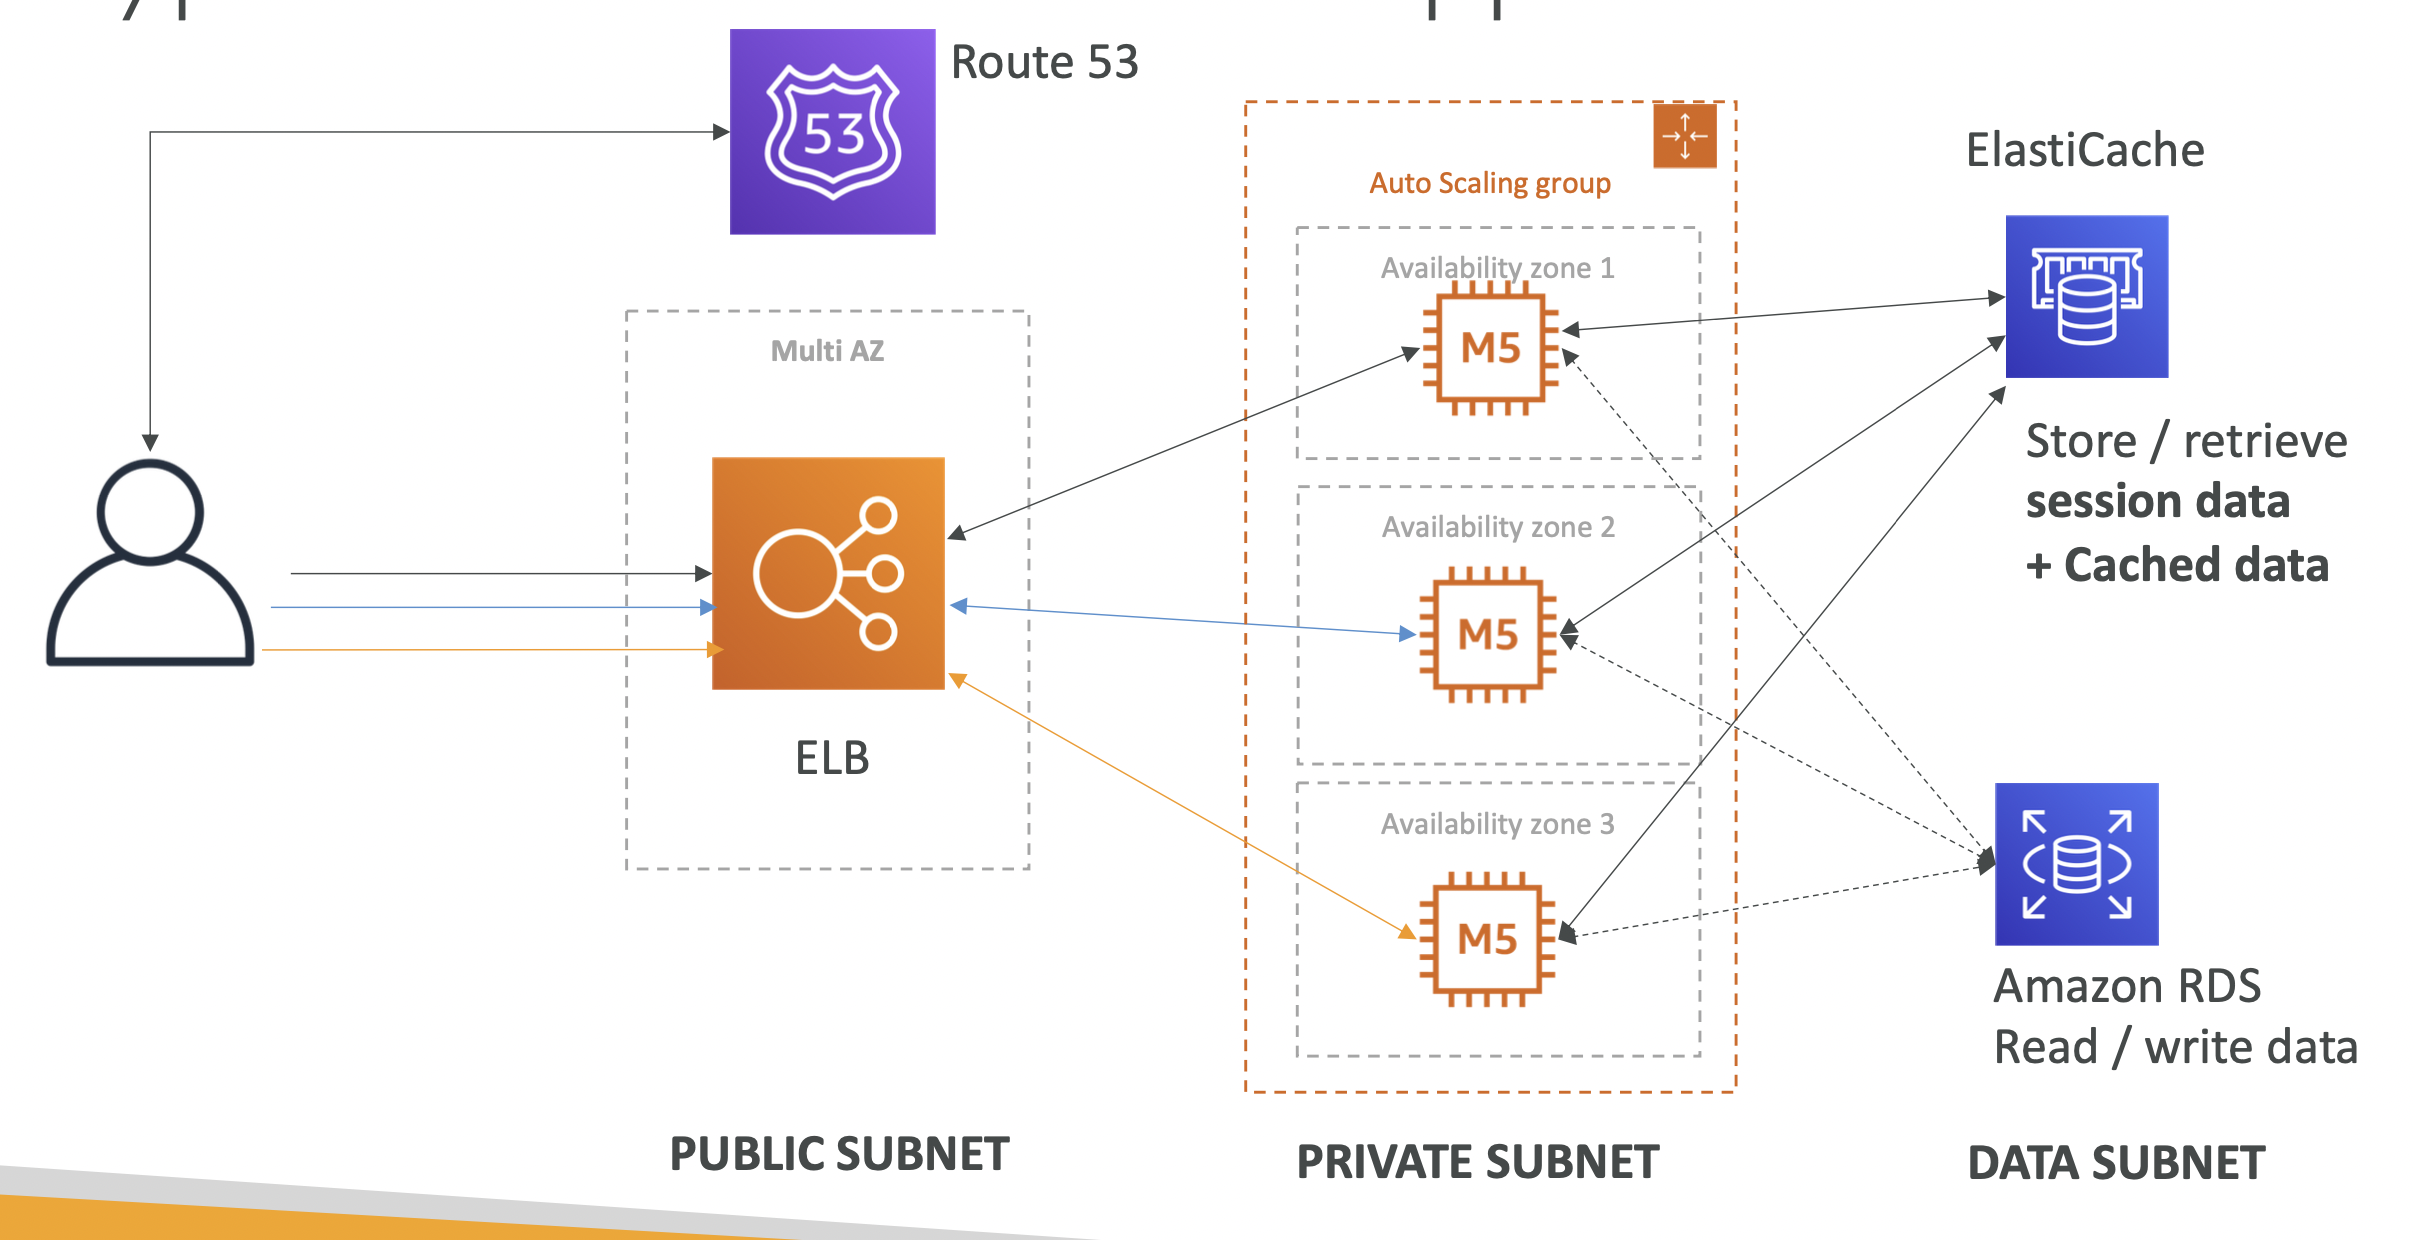 Route 53
53
Multi AZ
ELB
PUBLIC SUBNET
Auto Scaling group
Availability zone 1
M5
Availability zone 2
M5
Availability zone 3
M5
PRIVATE SUBNET
ElastiCache
Store / retrieve
session data
+ Cached data
Amazon RDS
Read / write data
DATA SUBNET